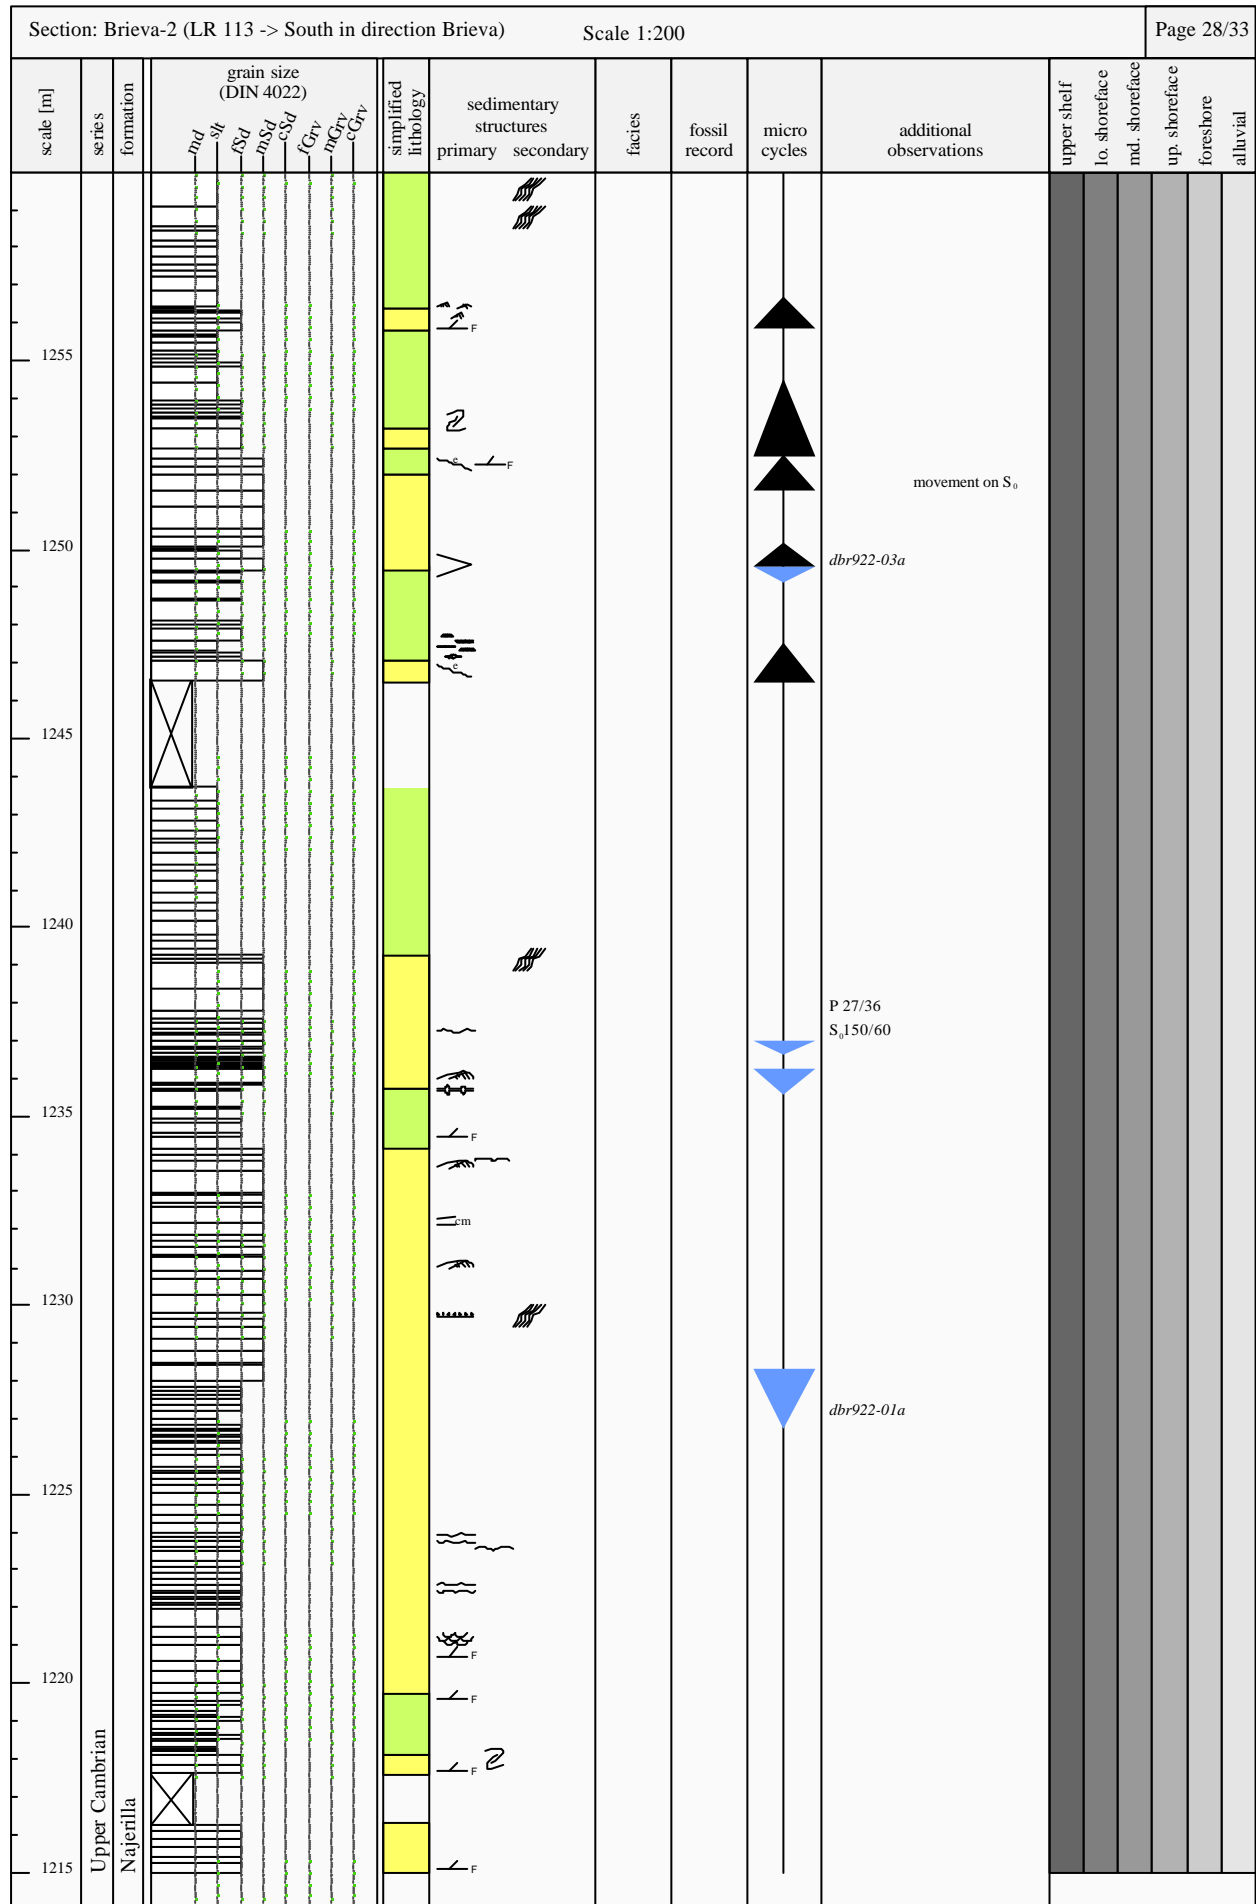 Section: Brieva-2 (LR 113 -> South in direction Brieva) Scale 1:200 Page 28/33
scale [m]
series
formation
grain size
(DIN 4022)
md
slt
fSd
mSd
cSd
fGrv
mGrv
cGrv
simplified
lithology
sedimentary
structures
primary secondary
facies
fossil
record
micro
cycles
additional
observations
upper shelf
lo. shoreface
md. shoreface
up. shoreface
foreshore
alluvial
F
1255
e F
movement on S₀
1250
dbr922-03a
e
1245
1240
P 27/36
S₀150/60
1235
F
cm
1230
dbr922-01a
1225
F
1220
F
F
Upper Cambrian
Najerilla
1215
F